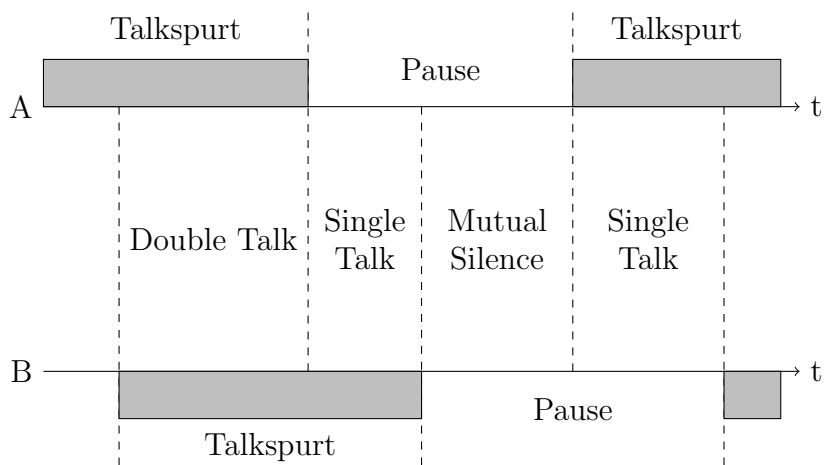 Talkspurt
Talkspurt
Pause
A
t
Double Talk
Single
Talk
Mutual
Silence
Single
Talk
B
t
Pause
Talkspurt